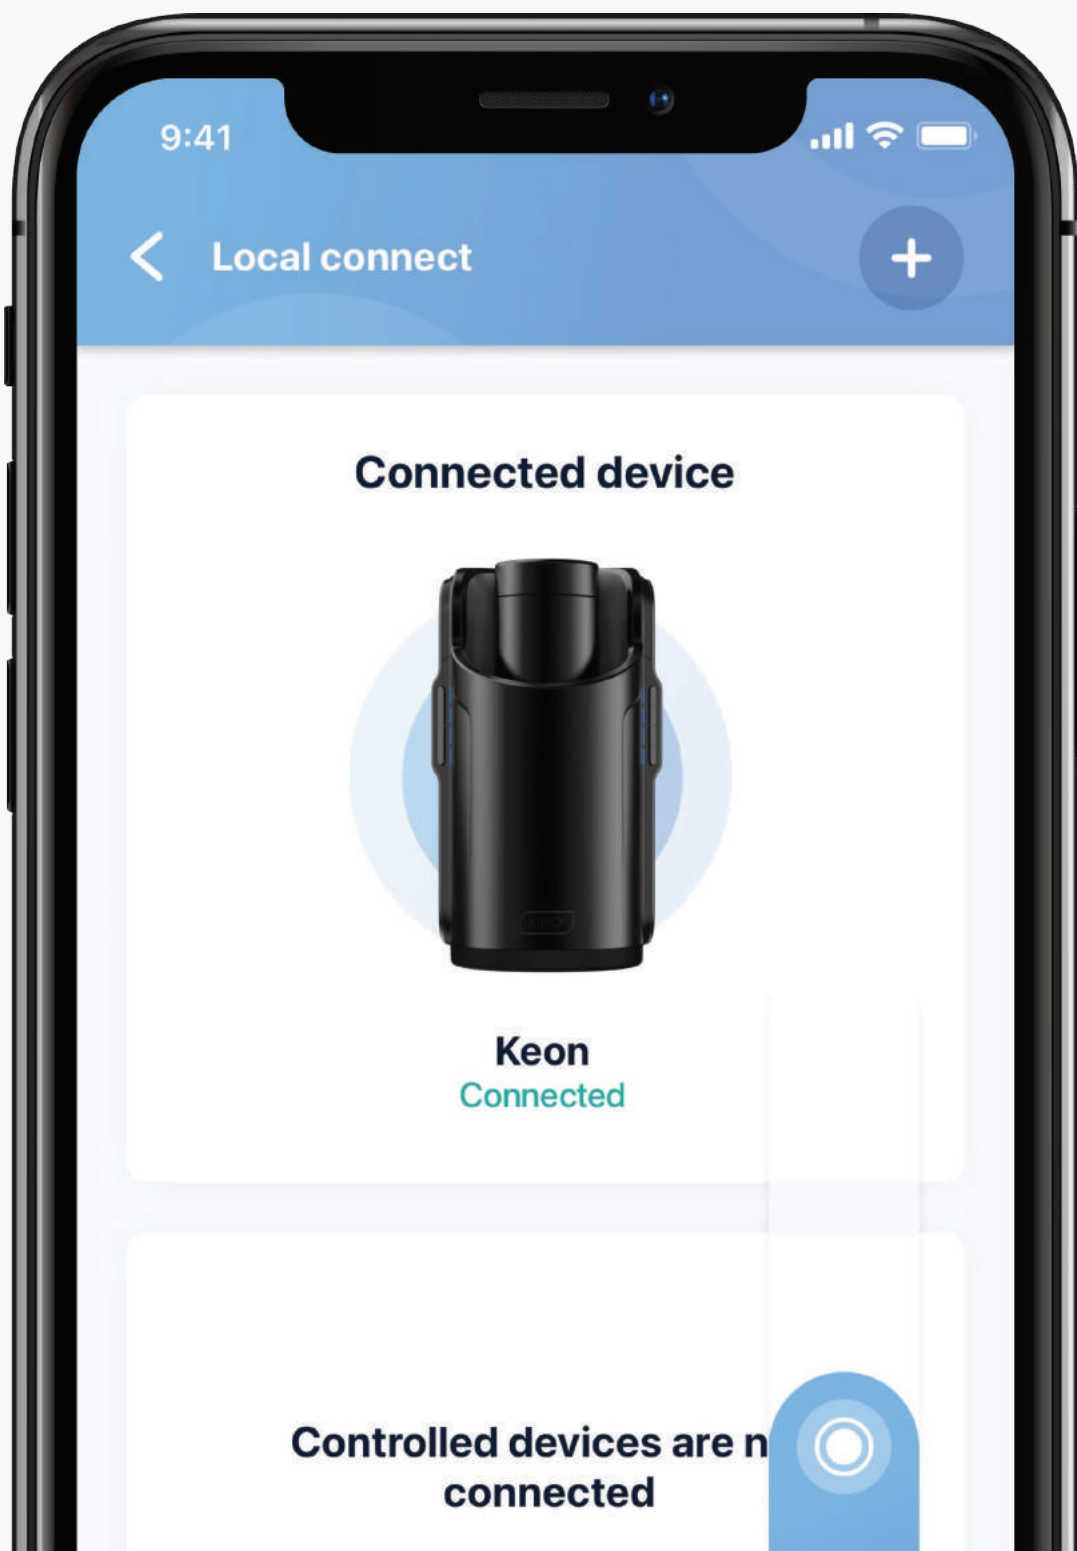 9:41
Local connect
Connected device
Keon
Connected
Controlled devices are n
connected